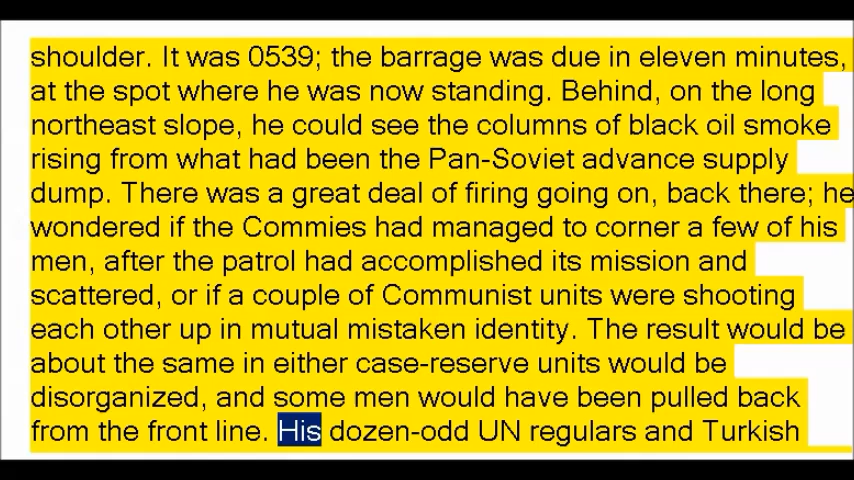 shoulder. It was 0539; the barrage was due in eleven minutes,
at the spot where he was now standing. Behind, on the long
northeast slope, he could see the columns of black oil smoke
rising from what had been the Pan-Soviet advance supply
dump. There was a great deal of firing going on, back there; he
wondered if the Commies had managed to corner a few of his
men, after the patrol had accomplished its mission and
scattered, or if a couple of Communist units were shooting
each other up in mutual mistaken identity. The result would be
about the same in either case-reserve units would be
disorganized, and some men would have been pulled back
from the front line. His dozen-odd UN regulars and Turkish